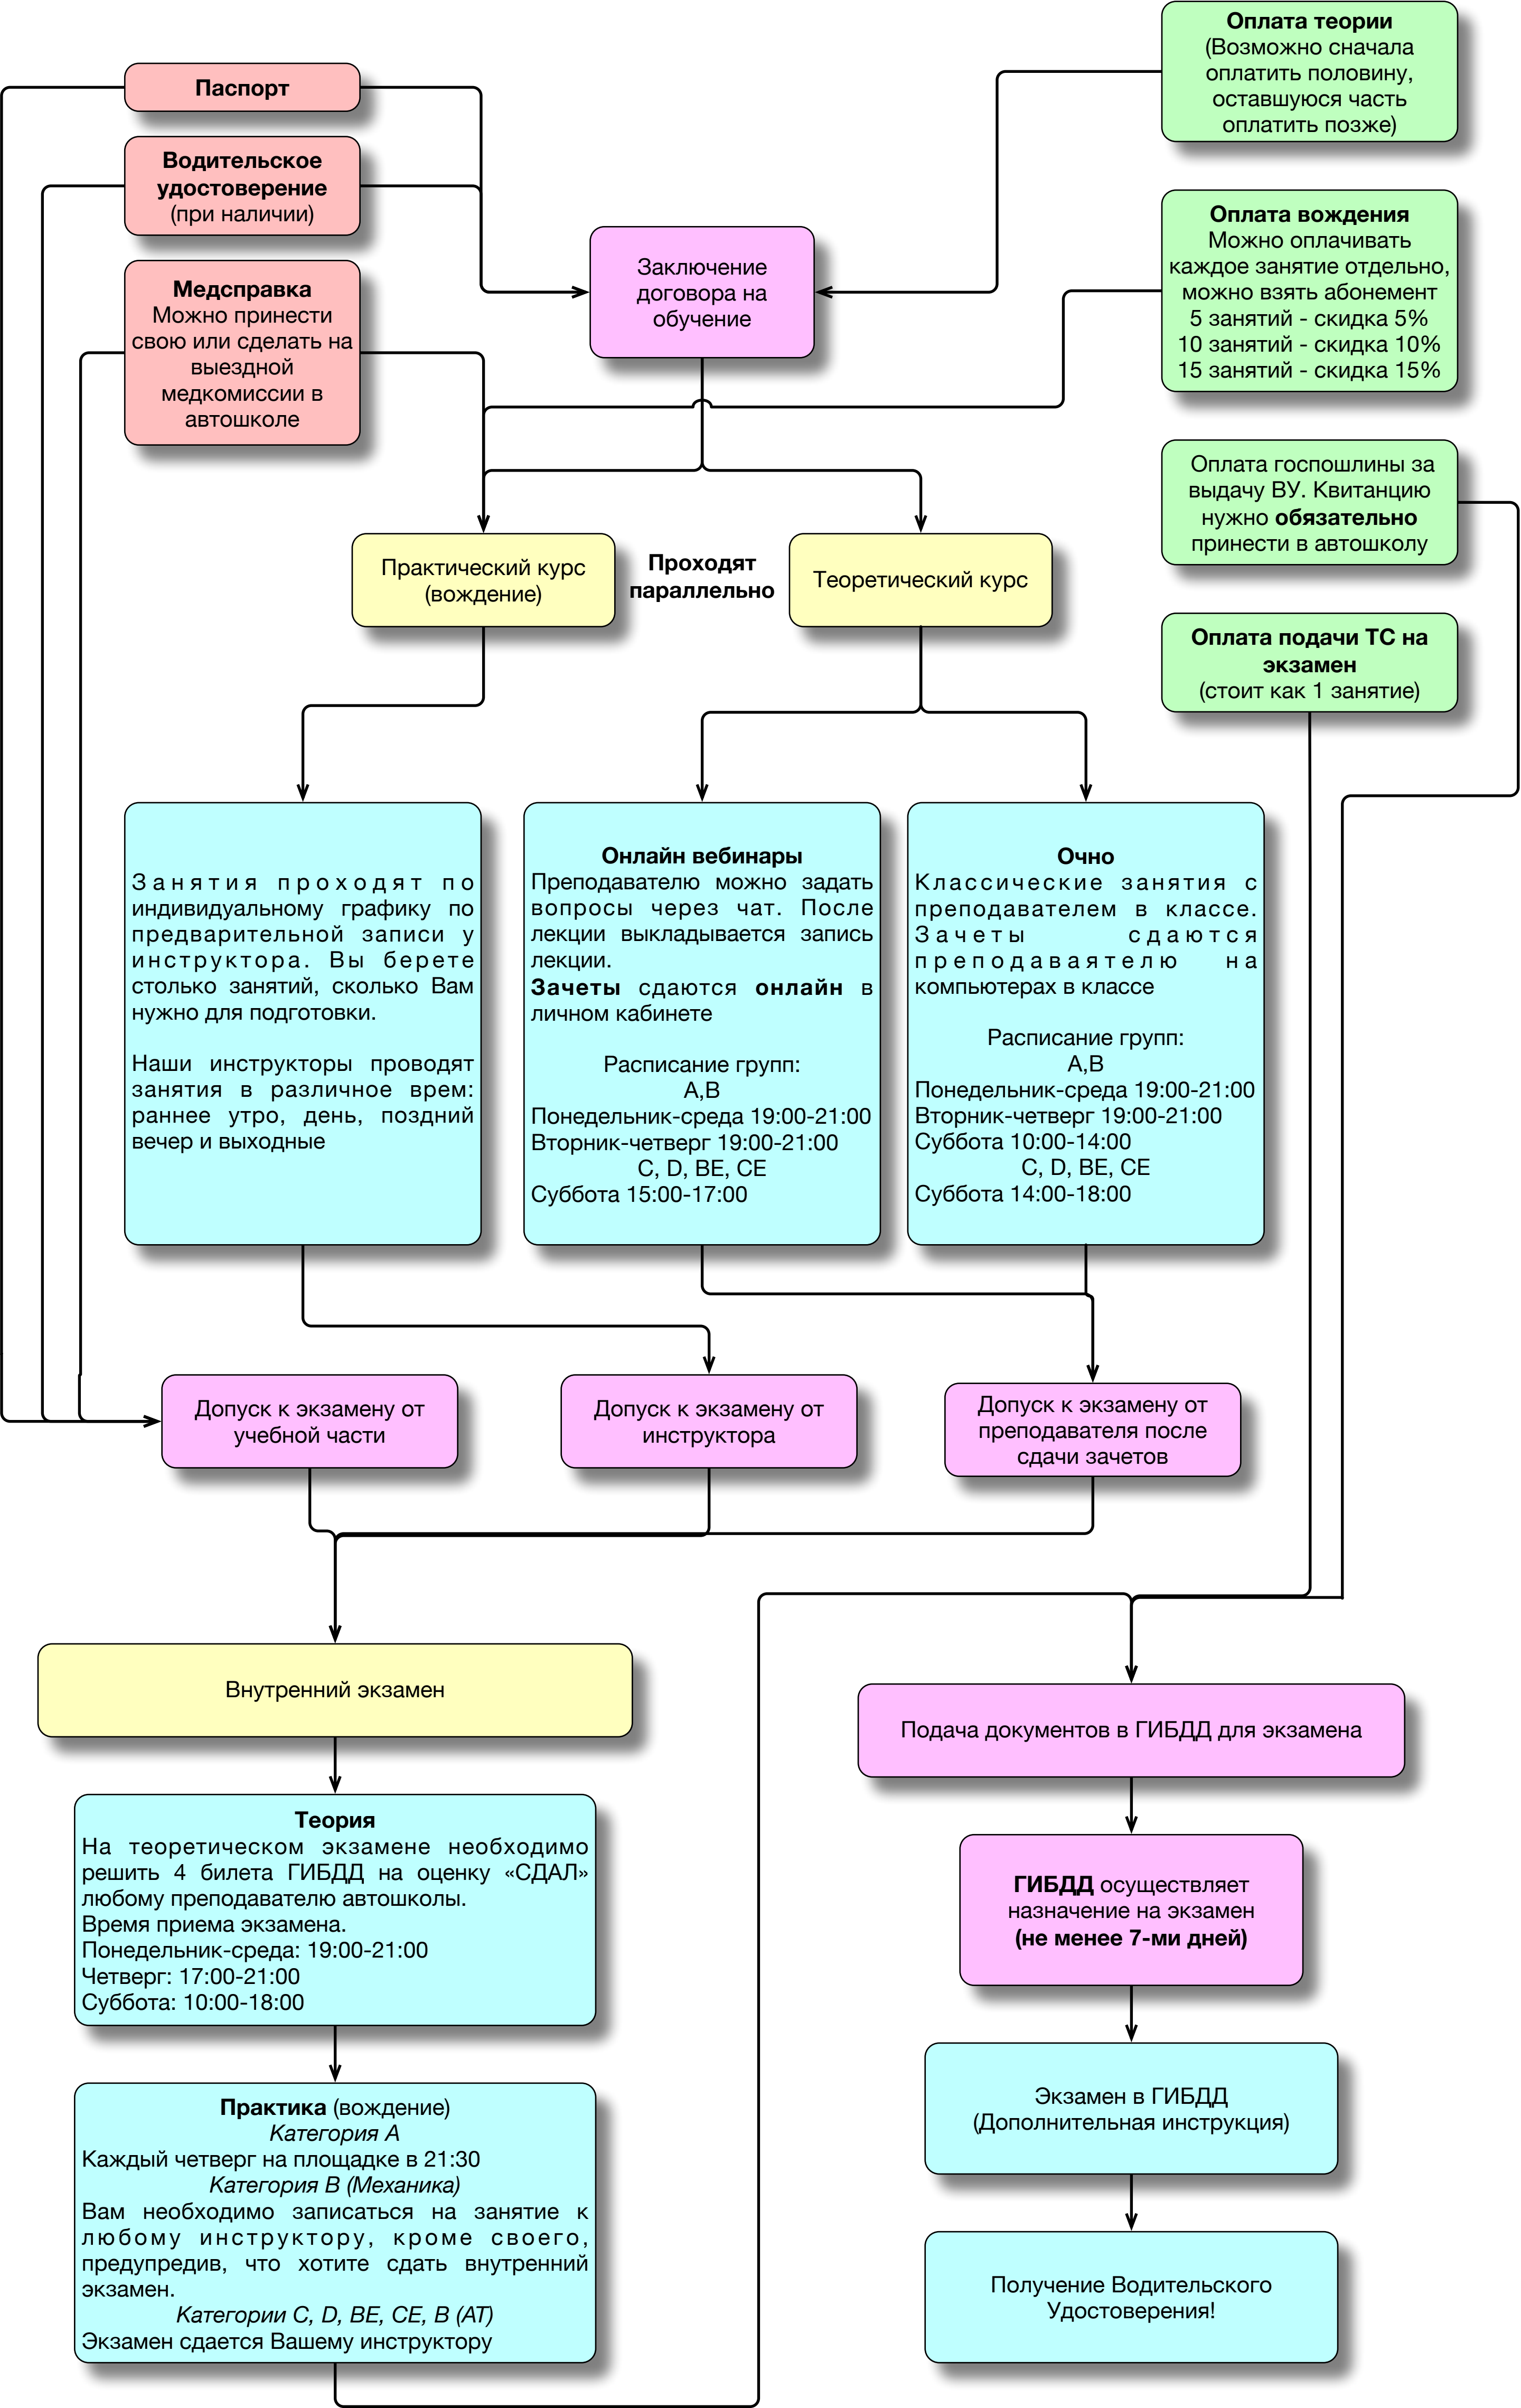 Паспорт
Водительское
удостоверение
(при наличии)
Медсправка
Можно принести
свою или сделать на
выездной
медкомиссии в
автошколе
Заключение
договора на
обучение
Оплата теории
(Возможно сначала
оплатить половину,
оставшуюся часть
оплатить позже)
Оплата вождения
Можно оплачивать
каждое занятие отдельно,
можно взять абонемент
5 занятий - скидка 5%
10 занятий - скидка 10%
15 занятий - скидка 15%
Оплата госпошлины за
выдачу ВУ. Квитанцию
нужно обязательно
принести в автошколу
Оплата подачи ТС на
экзамен
(стоит как 1 занятие)
Практический курс
(вождение)
Проходят
параллельно
Теоретический курс
Занятия проходят по
индивидуальному графику по
предварительной записи у
инструктора. Вы берете
столько занятий, сколько Вам
нужно для подготовки.
Наши инструкторы проводят
занятия в различное врем:
раннее утро, день, поздний
вечер и выходные
Онлайн вебинары
Преподавателю можно задать
вопросы через чат. После
лекции выкладывается запись
лекции.
Зачеты сдаются онлайн в
личном кабинете
Расписание групп:
А,В
Понедельник-среда 19:00-21:00
Вторник-четверг 19:00-21:00
C, D, BE, CE
Суббота 15:00-17:00
Очно
Классические занятия с
преподавателем в классе.
Зачеты сдаются
преподаваятелю на
компьютерах в классе
Расписание групп:
А,В
Понедельник-среда 19:00-21:00
Вторник-четверг 19:00-21:00
Суббота 10:00-14:00
C, D, BE, CE
Суббота 14:00-18:00
Допуск к экзамену от
учебной части
Допуск к экзамену от
инструктора
Допуск к экзамену от
преподавателя после
сдачи зачетов
Внутренний экзамен
Теория
На теоретическом экзамене необходимо
решить 4 билета ГИБДД на оценку «СДАЛ»
любому преподавателю автошколы.
Время приема экзамена.
Понедельник-среда: 19:00-21:00
Четверг: 17:00-21:00
Суббота: 10:00-18:00
Практика (вождение)
Категория А
Каждый четверг на площадке в 21:30
Категория В (Механика)
Вам необходимо записаться на занятие к
любому инструктору, кроме своего,
предупредив, что хотите сдать внутренний
экзамен.
Категории C, D, BE, CE, B (AT)
Экзамен сдается Вашему инструктору
Подача документов в ГИБДД для экзамена
ГИБДД осуществляет
назначение на экзамен
(не менее 7-ми дней)
Экзамен в ГИБДД
(Дополнительная инструкция)
Получение Водительского
Удостоверения!